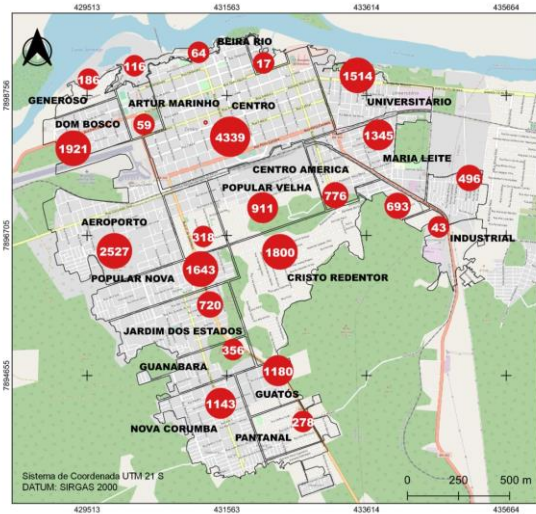 429513 431563 433614 435664
BEIRA RIO
64
116
17
186
1514
7898756
GENEROSO
ARTUR MARINHO CENTRO
UNIVERSITÁRIO
DOM BOSCO
59
4339
1345
1921
MARIA LEITE
CENTRO AMERICA
POPULAR VELHA
776
496
911
693
AEROPORTO
318
43
7896705
2527
INDUSTRIAL
1800
1643
POPULAR NOVA
CRISTO REDENTOR
720
JARDIM DOS ESTADOS
356
GUANABARA
1180
7894655
GUATÓS
1143
278
NOVA CORUMBA
PANTANAL
Sistema de Coordenada UTM 21 S
DATUM: SIRGAS 2000
0 250 500 m
429513 431563 433614 435664